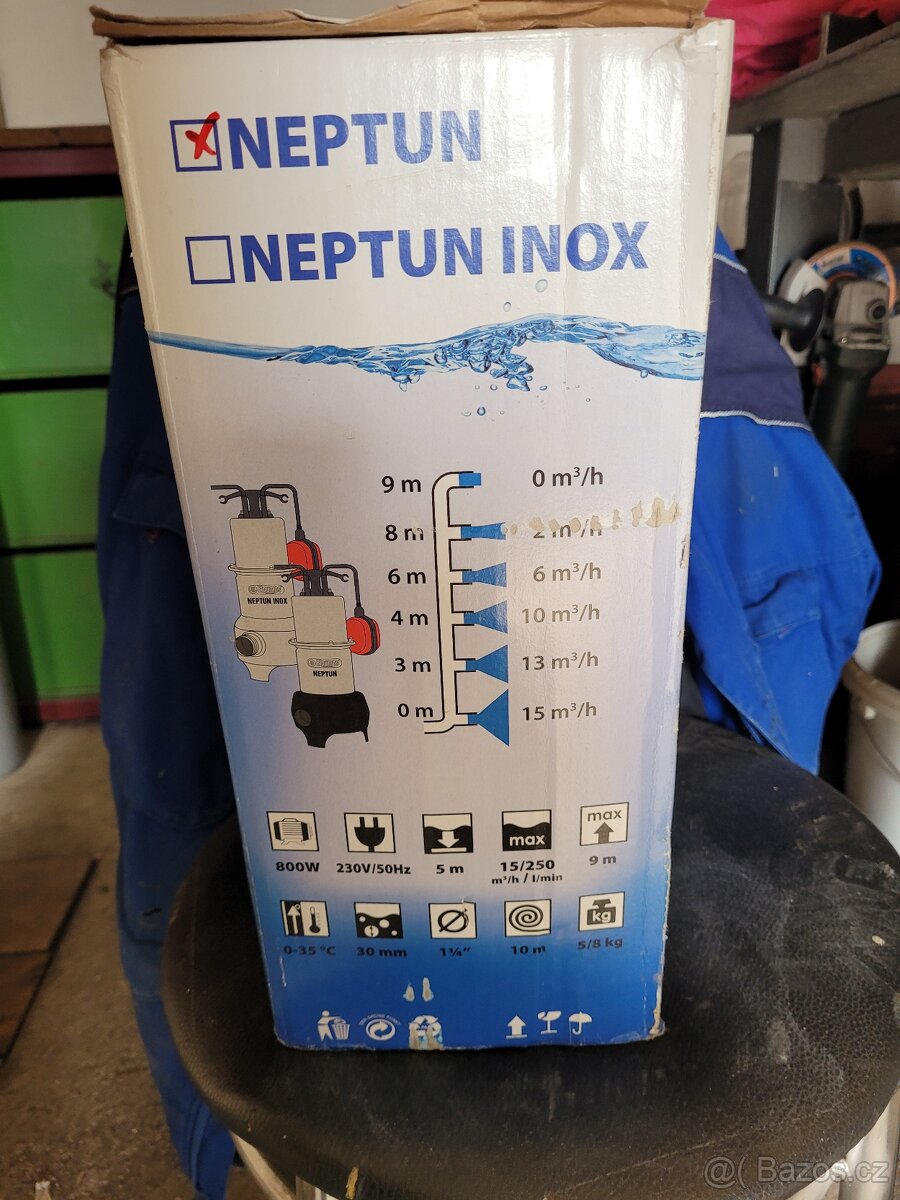 NEPTUN
NEPTUN INOX
9 m 0 m³/h
8 m 2 m³/h
6 m 6 m³/h
4 m 10 m³/h
3 m 13 m³/h
0 m 15 m³/h
NEPTUN INOX
NEPTUN
max
max
800W 230V/50Hz 5 m 15/250 9 m
m³/h / l/min
kg
0-35 °C 30 mm 1¼” 10 m 5/8 kg
@ Bazos.cz